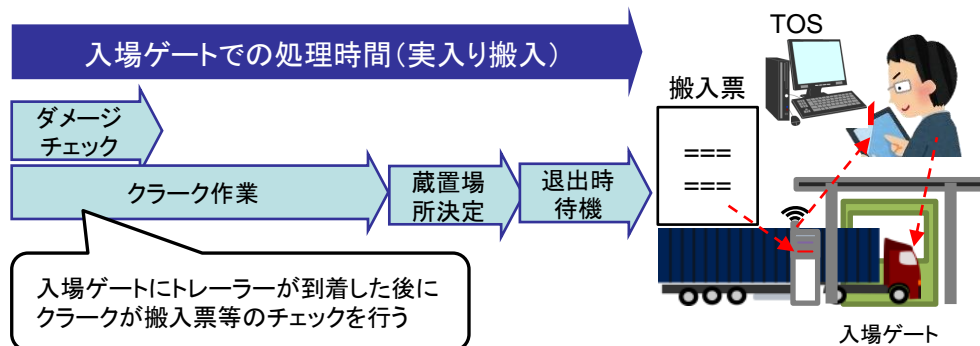 入場ゲートでの処理時間(実入り搬入)
ダメージ
チェック
クラーク作業
蔵置場
所決定
退出時
待機
入場ゲートにトレーラーが到着した後に
クラークが搬入票等のチェックを行う
TOS
搬入票
===
===
入場ゲート